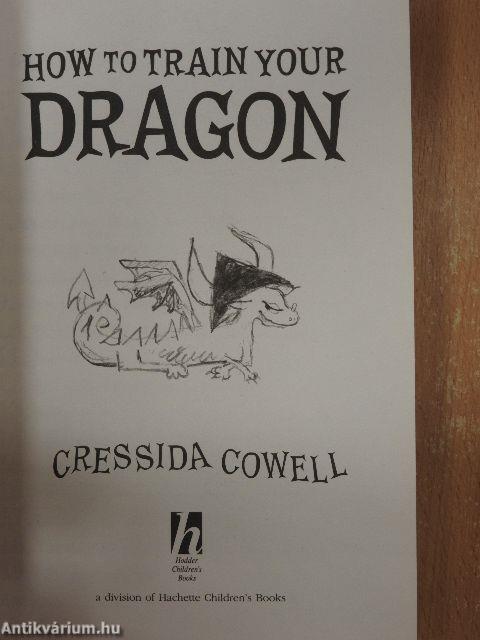 HOW TO TRAIN YOUR
DRAGON
CRESSIDA COWELL
h
Hodder
Children's
Books
a division of Hachette Children's Books
Antikvárium.hu